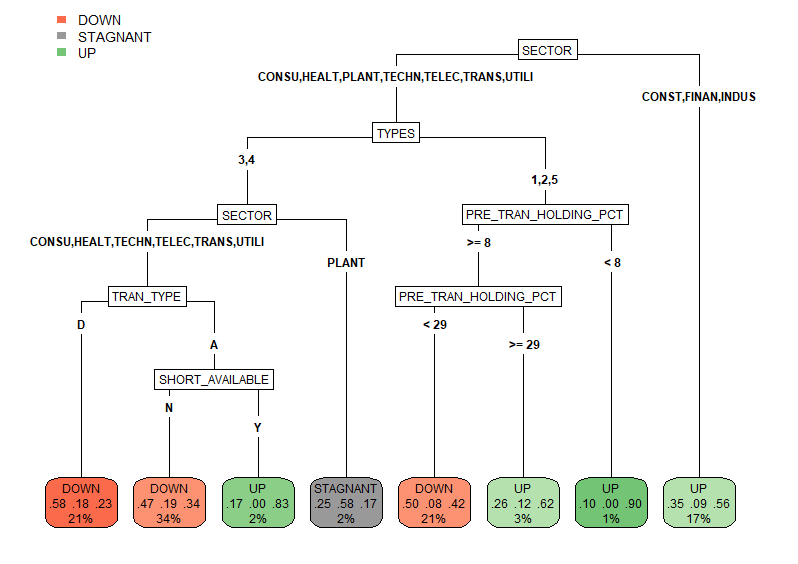 DOWN
STAGNANT
UP
SECTOR
CONSU,HEALT,PLANT,TECHN,TELEC,TRANS,UTILI
CONST,FINAN,INDUS
TYPES
3,4
1,2,5
SECTOR
PRE_TRAN_HOLDING_PCT
CONSU,HEALT,TECHN,TELEC,TRANS,UTILI
>= 8
PLANT
< 8
TRAN_TYPE
PRE_TRAN_HOLDING_PCT
D
< 29
A
>= 29
SHORT_AVAILABLE
N
Y
DOWN
.58 .18 .23
21%
DOWN
.47 .19 .34
34%
UP
.17 .00 .83
2%
STAGNANT
.25 .58 .17
2%
DOWN
.50 .08 .42
21%
UP
.26 .12 .62
3%
UP
.10 .00 .90
1%
UP
.35 .09 .56
17%